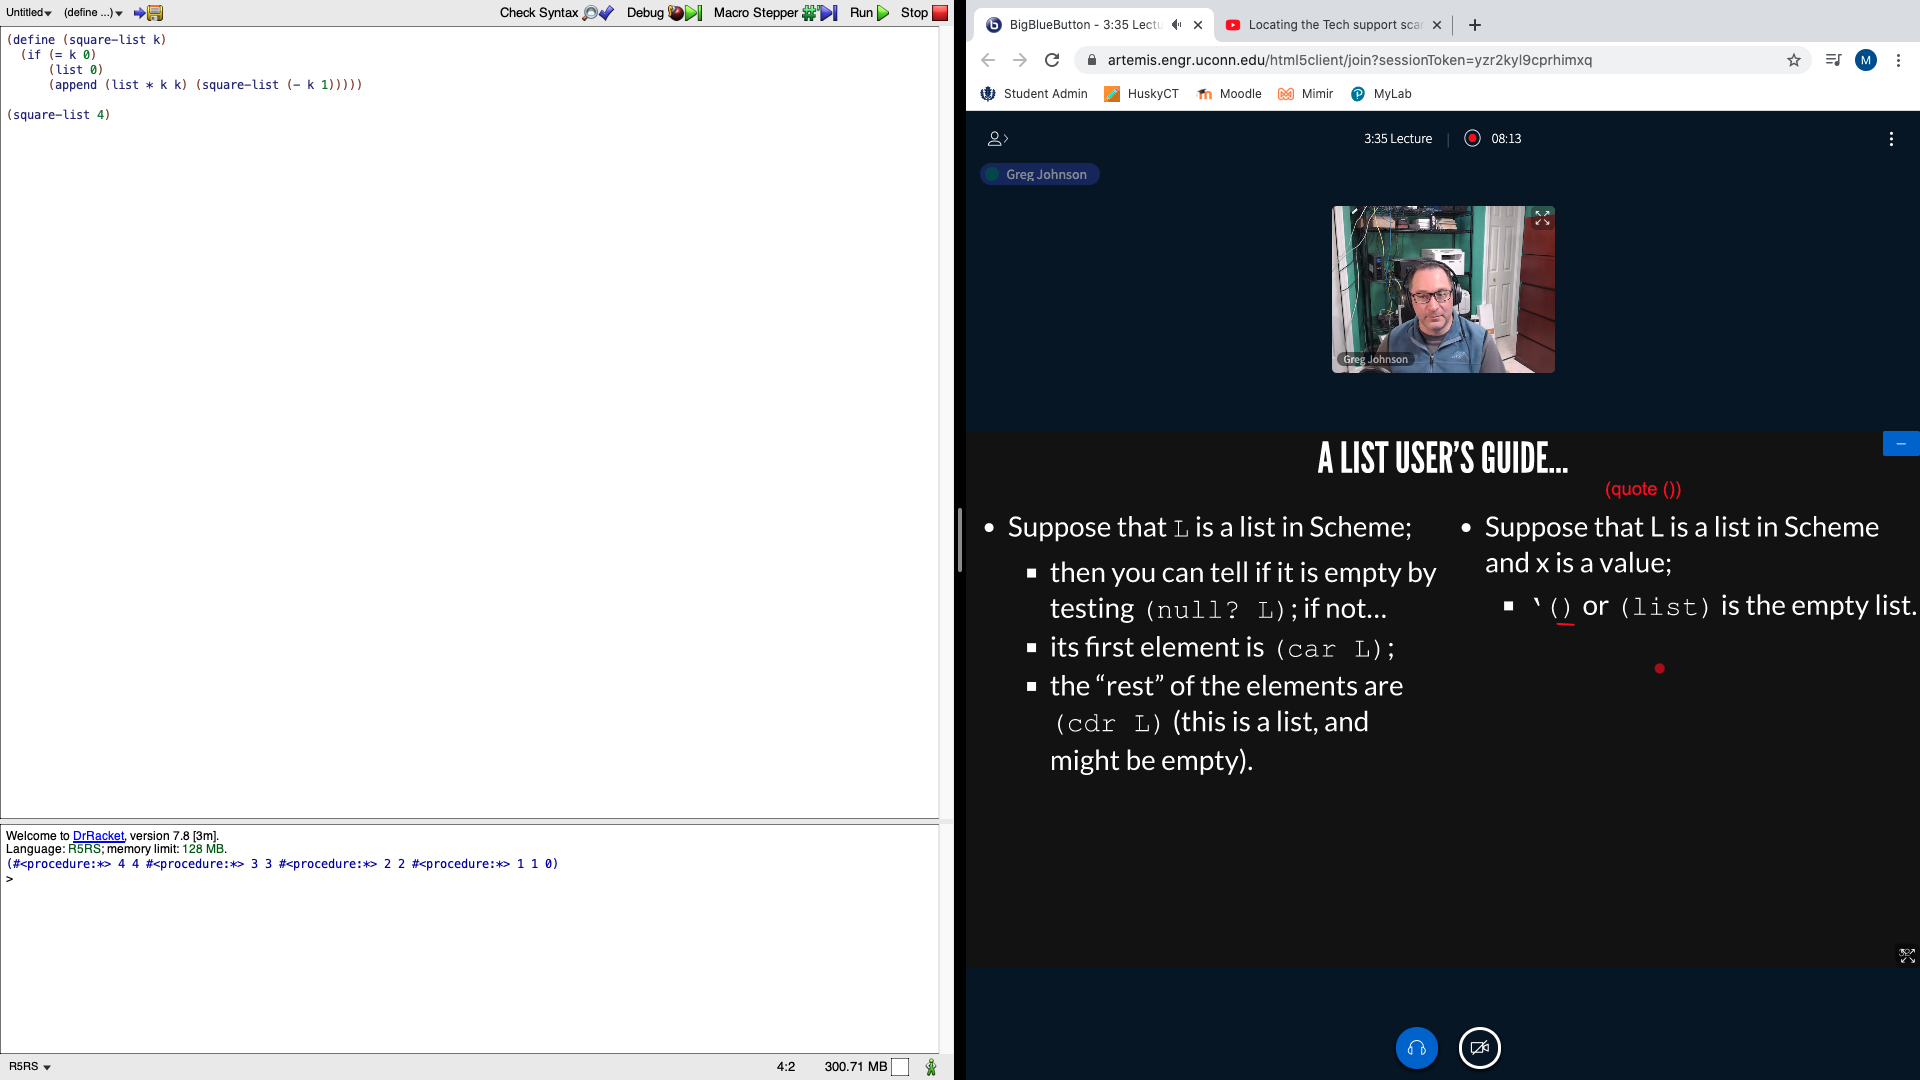 Untitled (define ...) Check Syntax Debug Macro Stepper Run Stop
(define (square-list k)
(if (= k 0)
(list 0)
(append (list * k k) (square-list (- k 1)))))
(square-list 4)
Welcome to DrRacket, version 7.8 [3m].
Language: R5RS; memory limit: 128 MB.
(#<procedure:*> 4 4 #<procedure:*> 3 3 #<procedure:*> 2 2 #<procedure:*> 1 1 0)
>
R5RS 4:2 300.71 MB
BigBlueButton - 3:35 Lectu Locating the Tech support scar
artemis.engr.uconn.edu/html5client/join?sessionToken=yzr2kyl9cprhimxq M
Student Admin HuskyCT Moodle Mimir MyLab
3:35 Lecture 08:13
Greg Johnson
Greg Johnson
A LIST USER'S GUIDE...
(quote ())
• Suppose that L is a list in Scheme;
▪ then you can tell if it is empty by
testing (null? L); if not...
▪ its first element is (car L);
▪ the “rest” of the elements are
(cdr L) (this is a list, and
might be empty).
• Suppose that L is a list in Scheme
and x is a value;
▪ ‘() or (list) is the empty list.